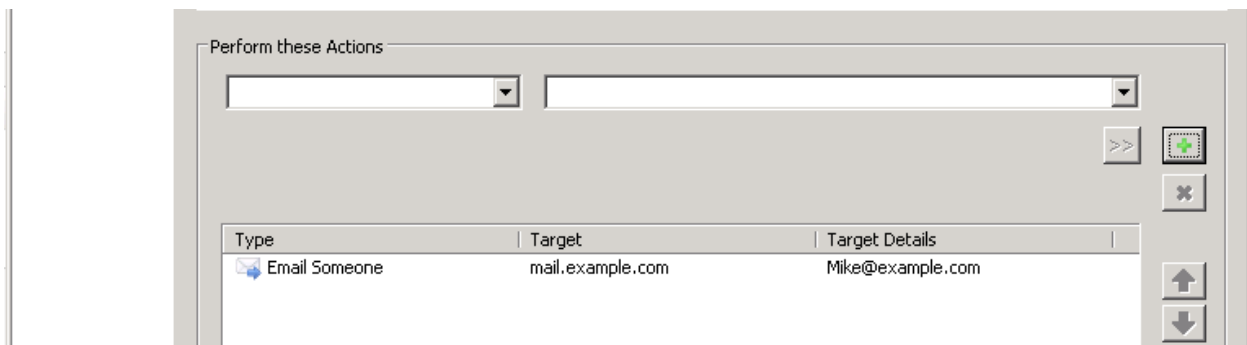 Perform these Actions
>>
Type Target Target Details
Email Someone mail.example.com Mike@example.com